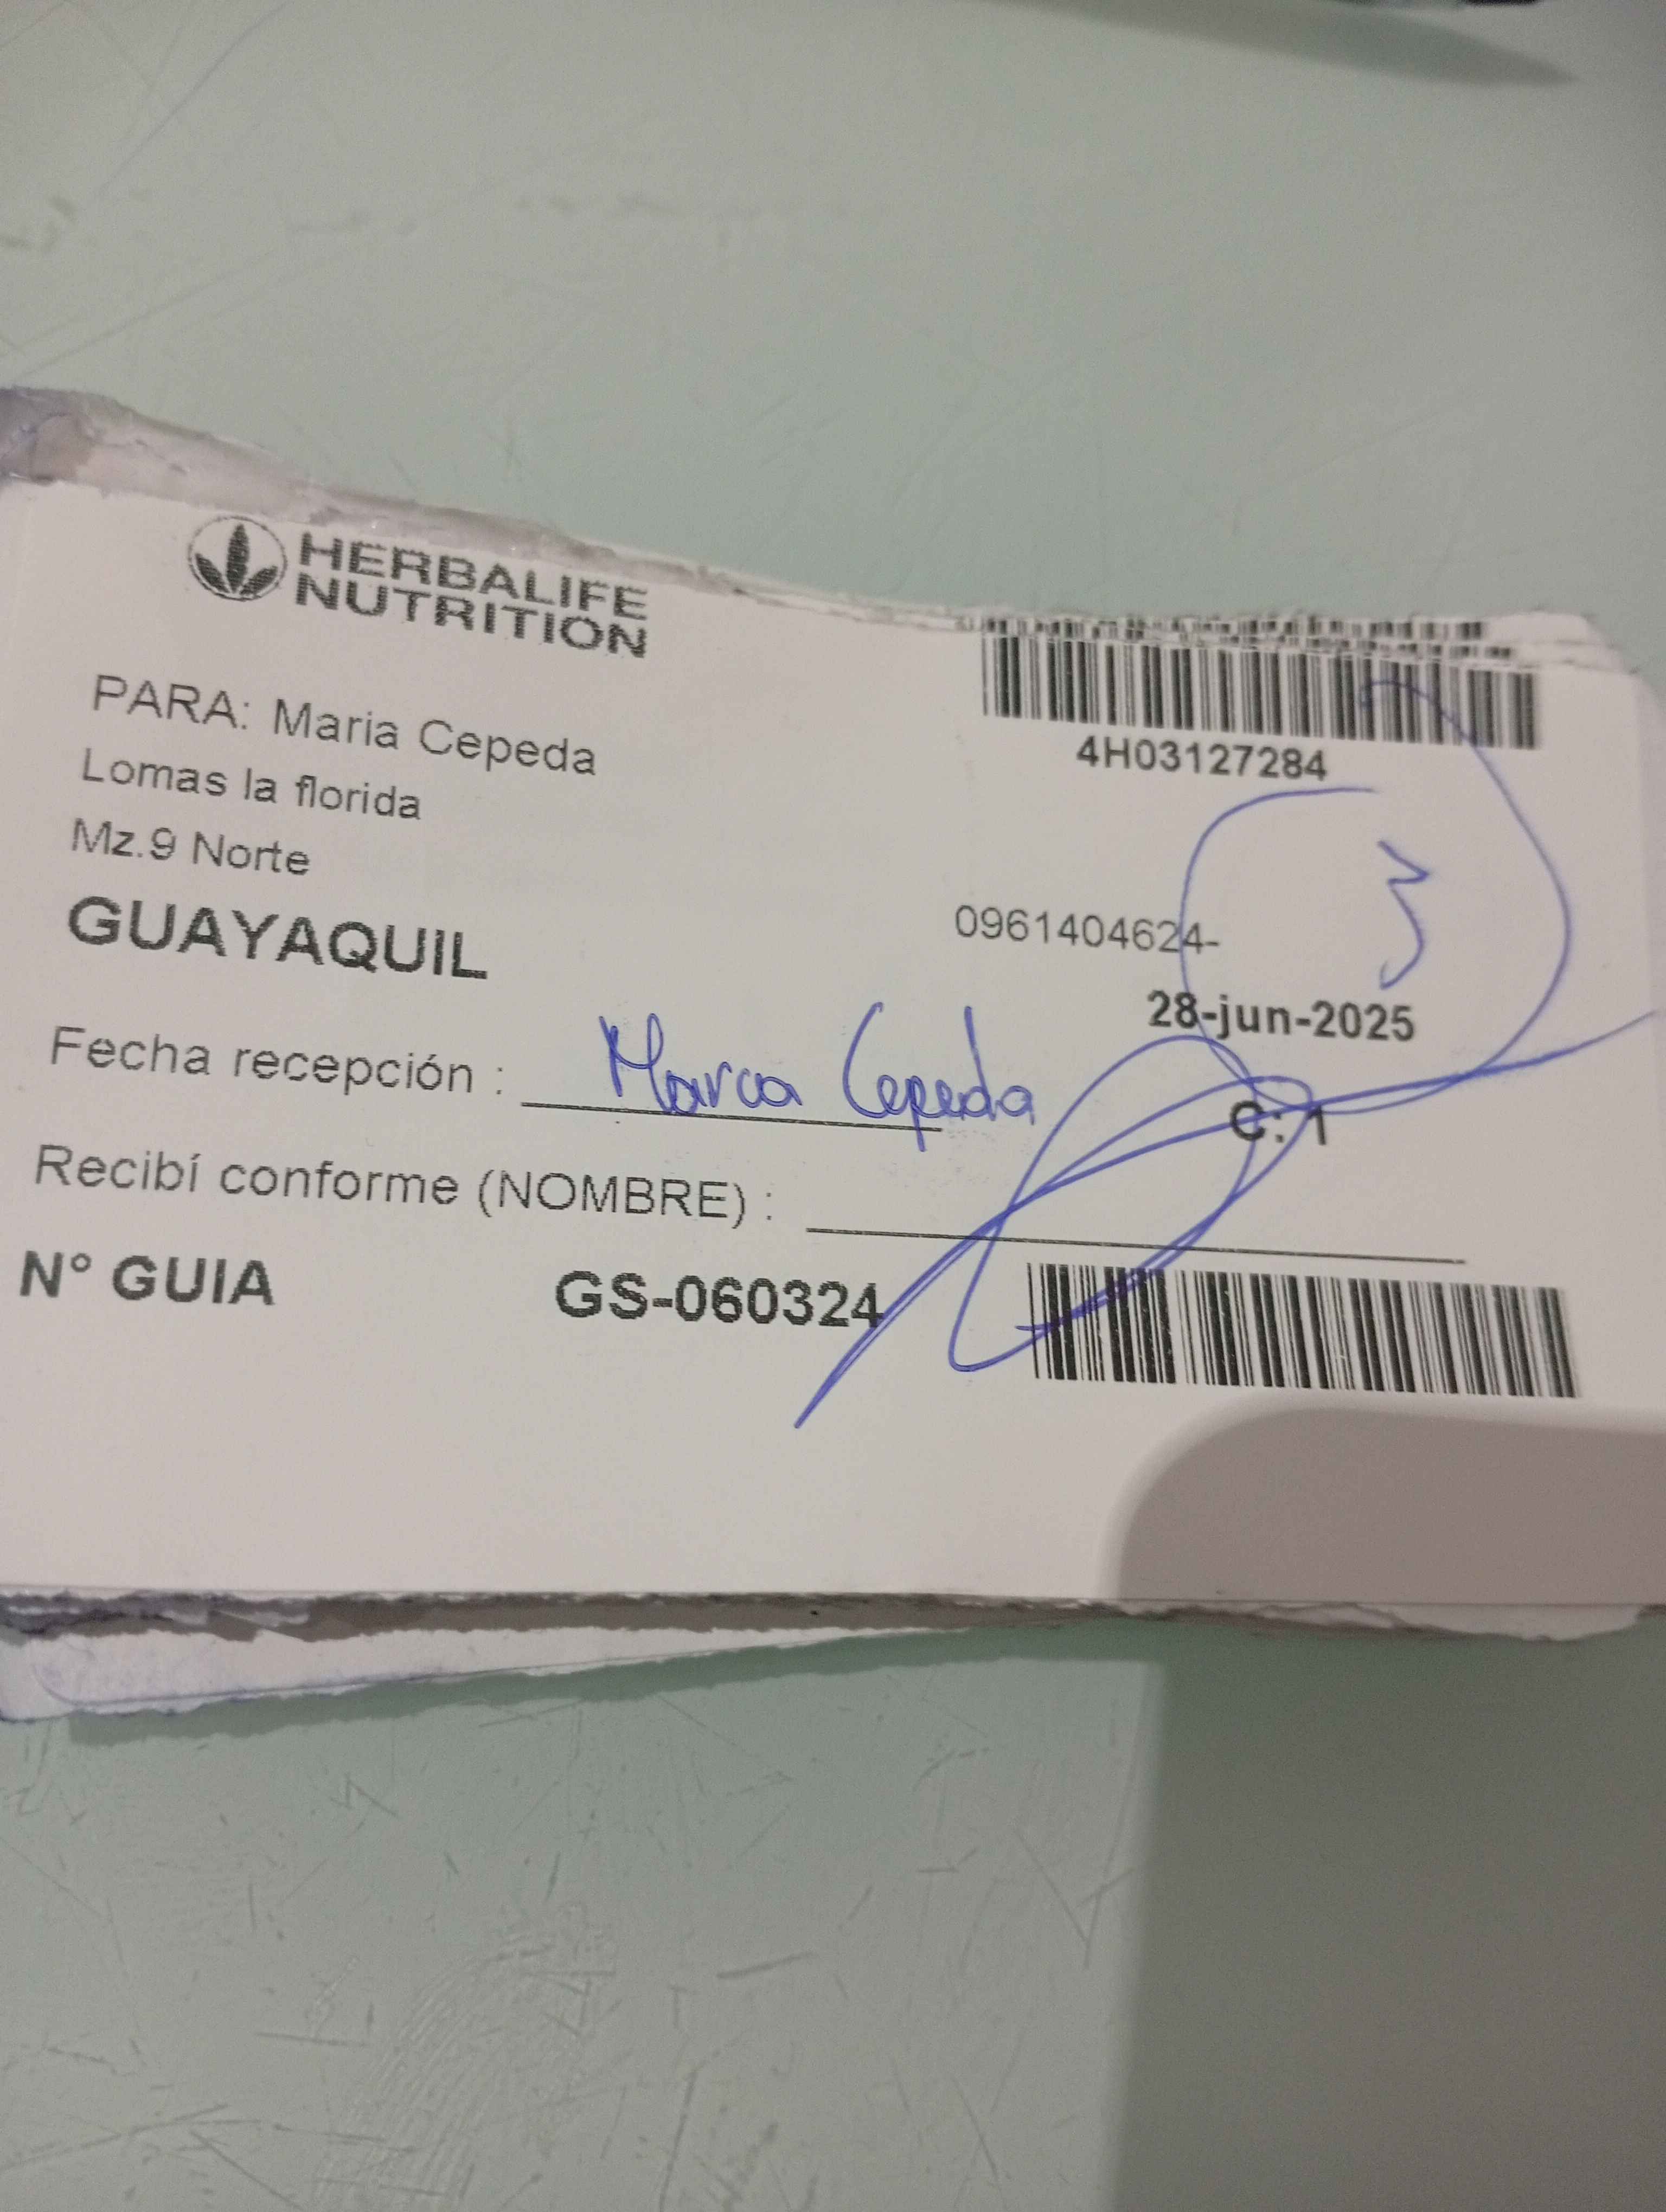 HERBALIFE
NUTRITION
4H03127284
PARA: Maria Cepeda
Lomas la florida
Mz.9 Norte
GUAYAQUIL
0961404624-
3
28-jun-2025
Fecha recepción : Marca Cepeda
C: 1
Recibí conforme (NOMBRE) :
N° GUIA GS-060324